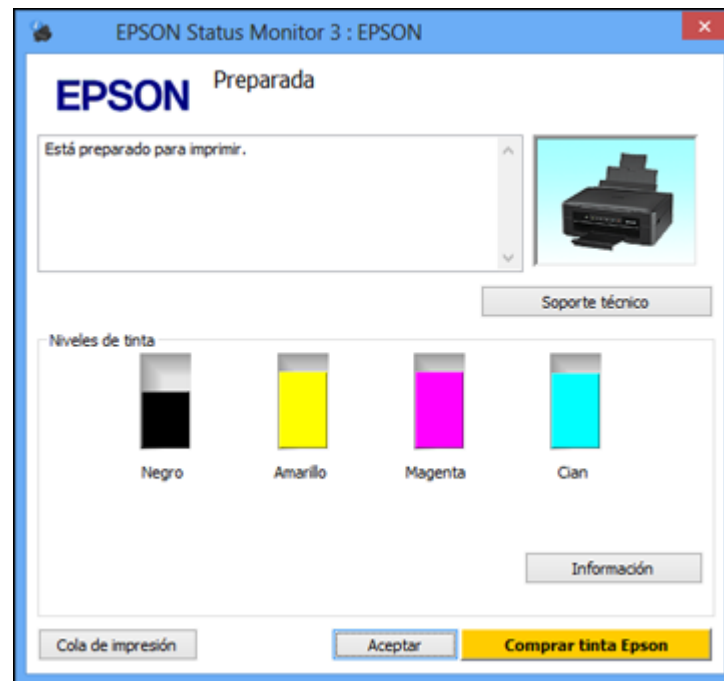 EPSON Status Monitor 3 : EPSON
EPSON
Preparada
Está preparado para imprimir.
Soporte técnico
Niveles de tinta
Negro
Amarillo
Magenta
Cian
Información
Cola de impresión
Aceptar
Comprar tinta Epson